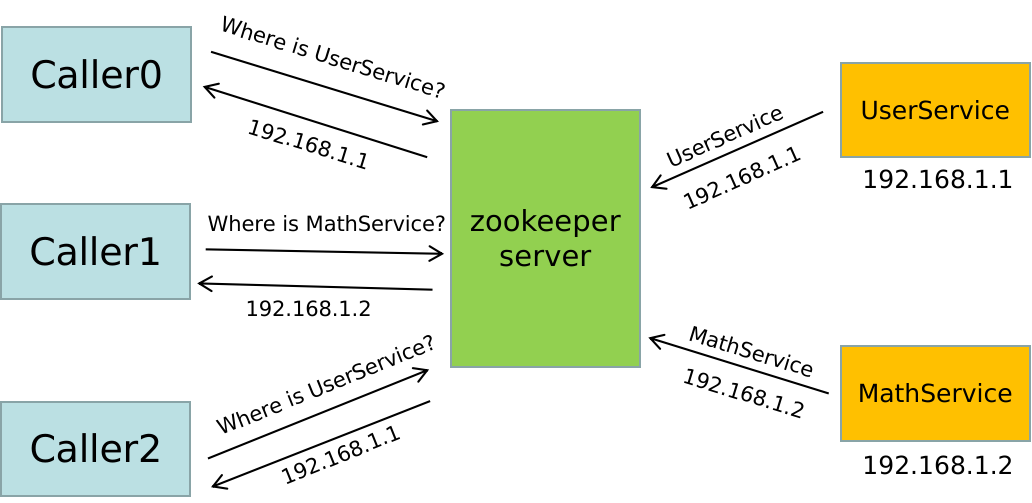 Caller0
Where is UserService?
192.168.1.1
Caller1
Where is MathService?
192.168.1.2
Caller2
Where is UserService?
192.168.1.1
zookeeper
server
UserService
192.168.1.1
UserService
192.168.1.1
MathService
192.168.1.2
MathService
192.168.1.2